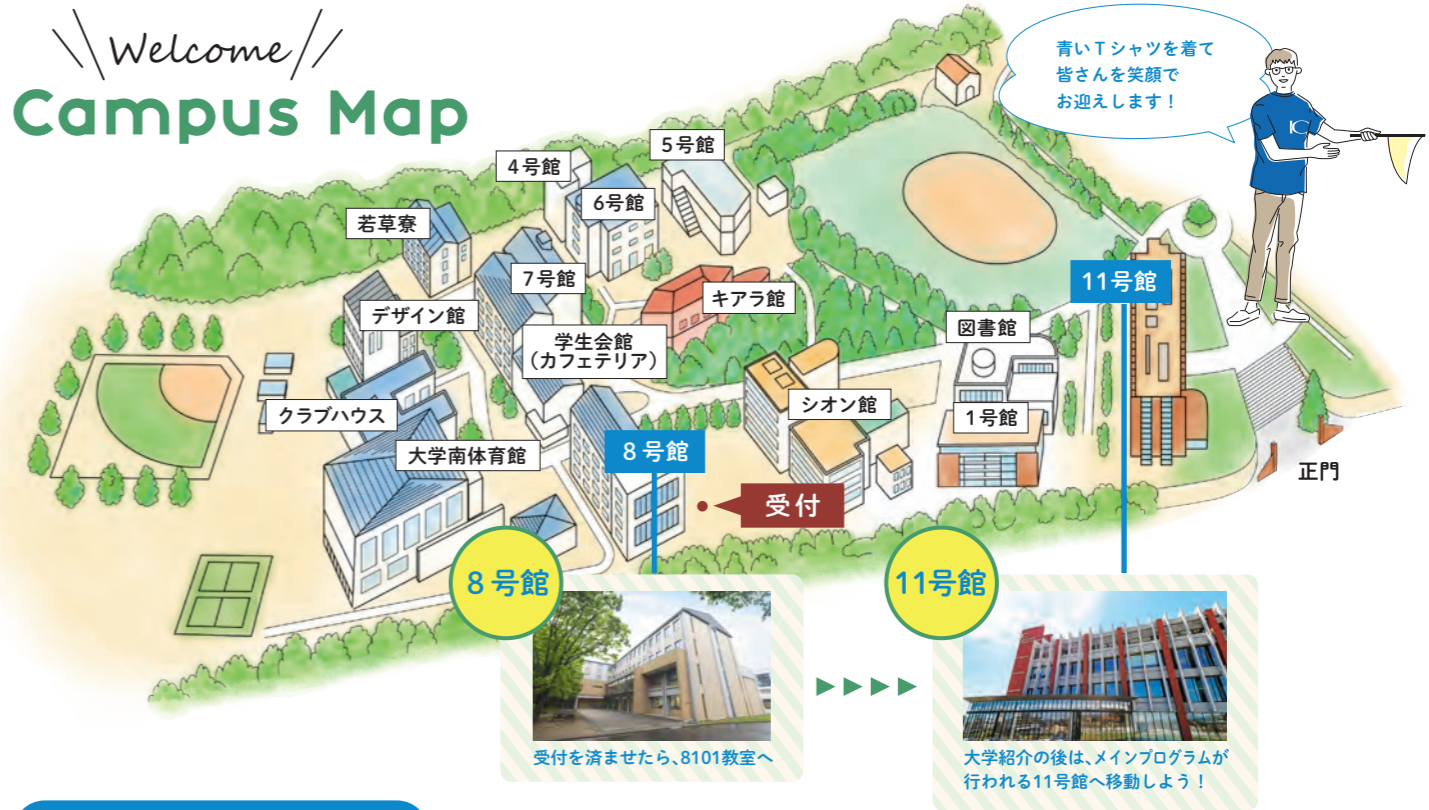 Welcome
Campus Map
青いTシャツを着て
皆さんを笑顔で
お迎えします！
5号館
4号館
6号館
若草寮
7号館
11号館
キアラ館
デザイン館
図書館
学生会館
（カフェテリア）
シオン館
クラブハウス
1号館
大学南体育館
8号館
正門
受付
8号館
11号館
受付を済ませたら、8101教室へ
大学紹介の後は、メインプログラムが
行われる11号館へ移動しよう！